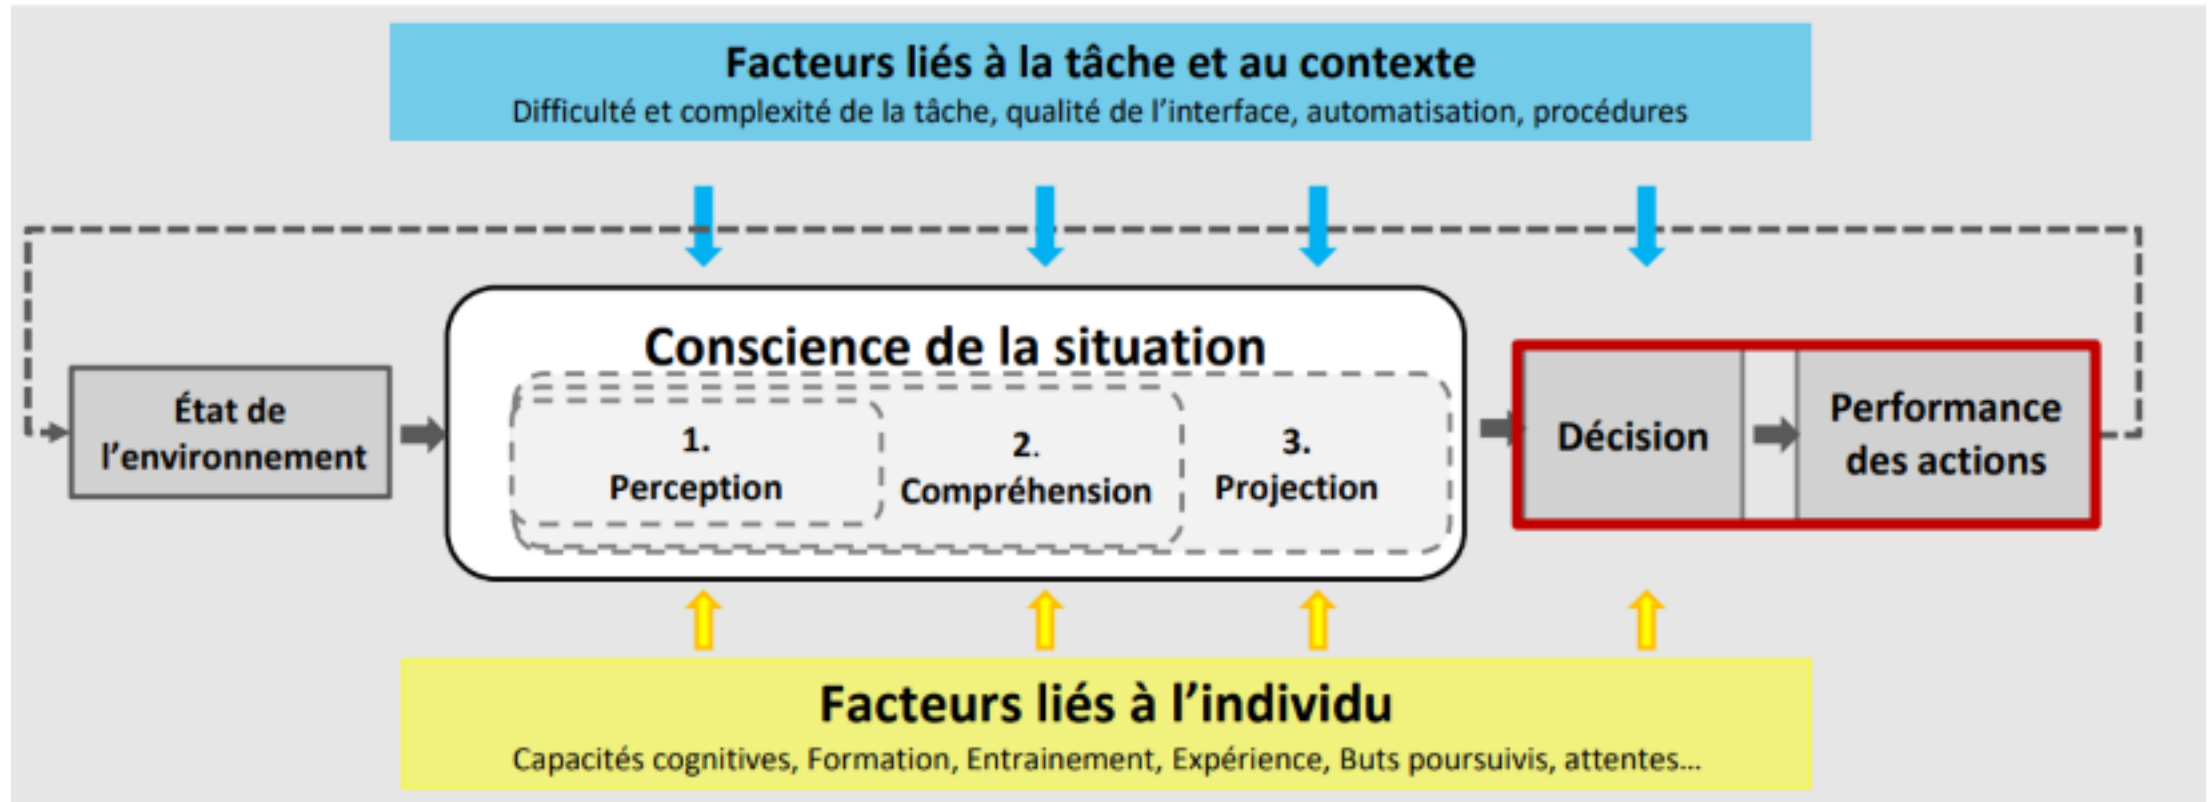 Facteurs liés à la tâche et au contexte
Difficulté et complexité de la tâche, qualité de l'interface, automatisation, procédures
Conscience de la situation
État de
l'environnement
1.
Perception
2.
Compréhension
3.
Projection
Décision
Performance
des actions
Facteurs liés à l'individu
Capacités cognitives, Formation, Entrainement, Expérience, Buts poursuivis, attentes...